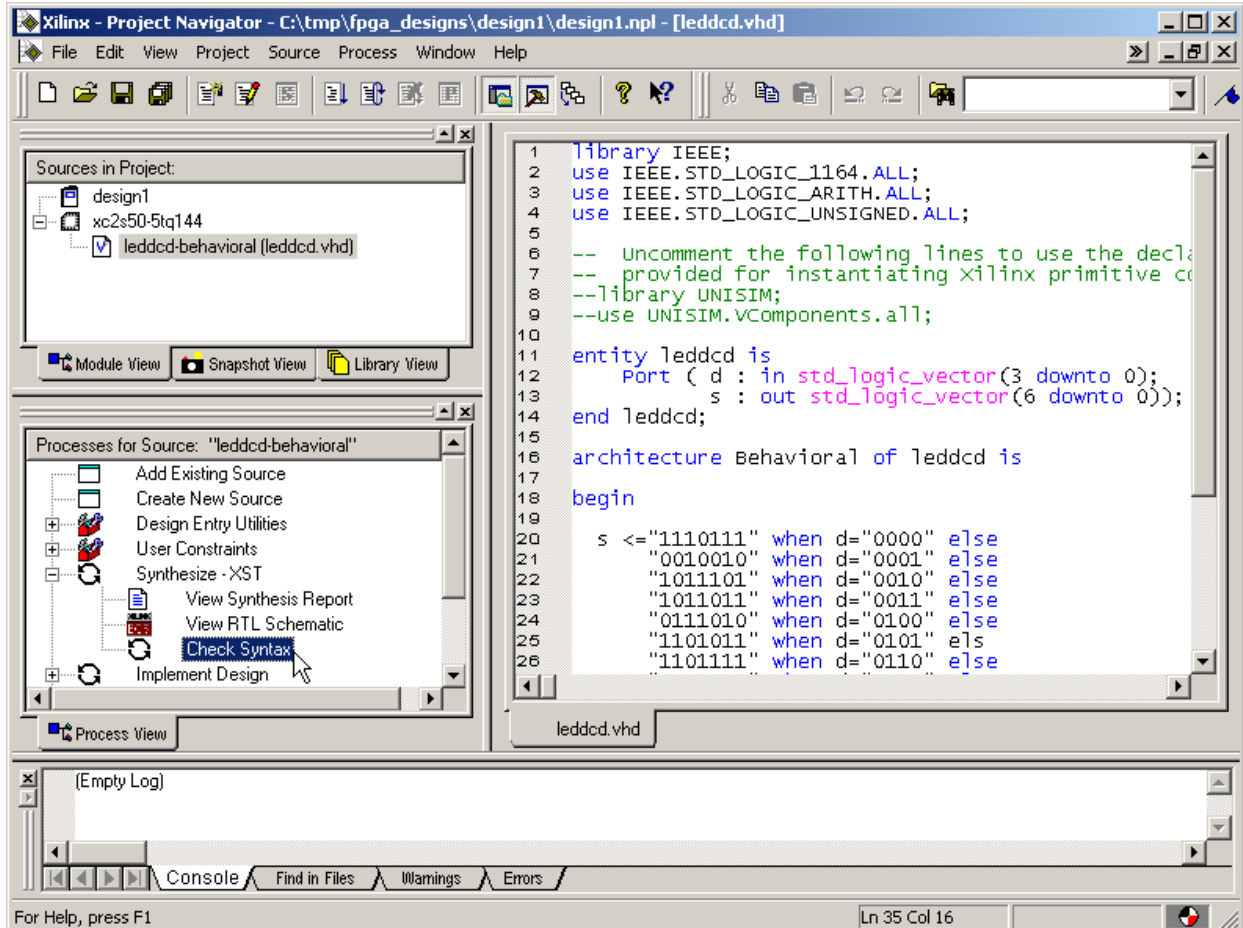 Xilinx - Project Navigator - C:\tmp\fpga_designs\design1\design1.npl - [leddcd.vhd]
File Edit View Project Source Process Window Help
Sources in Project:
design1
xc2s50-5tq144
leddcd-behavioral (leddcd.vhd)
Module View Snapshot View Library View
Processes for Source: "leddcd-behavioral"
Add Existing Source
Create New Source
Design Entry Utilities
User Constraints
Synthesize - XST
View Synthesis Report
View RTL Schematic
Check Syntax
Implement Design
Process View
1 library IEEE;
2 use IEEE.STD_LOGIC_1164.ALL;
3 use IEEE.STD_LOGIC_ARITH.ALL;
4 use IEEE.STD_LOGIC_UNSIGNED.ALL;
5
6 -- Uncomment the following lines to use the decla
7 -- provided for instantiating Xilinx primitive co
8 --library UNISIM;
9 --use UNISIM.VComponents.all;
10
11 entity leddcd is
12 Port ( d : in std_logic_vector(3 downto 0);
13 s : out std_logic_vector(6 downto 0));
14 end leddcd;
15
16 architecture Behavioral of leddcd is
17
18 begin
19
20 s <="1110111" when d="0000" else
21 "0010010" when d="0001" else
22 "1011101" when d="0010" else
23 "1011011" when d="0011" else
24 "0111010" when d="0100" else
25 "1101011" when d="0101" els
26 "1101111" when d="0110" else
leddcd.vhd
(Empty Log)
Console Find in Files Warnings Errors
For Help, press F1
Ln 35 Col 16